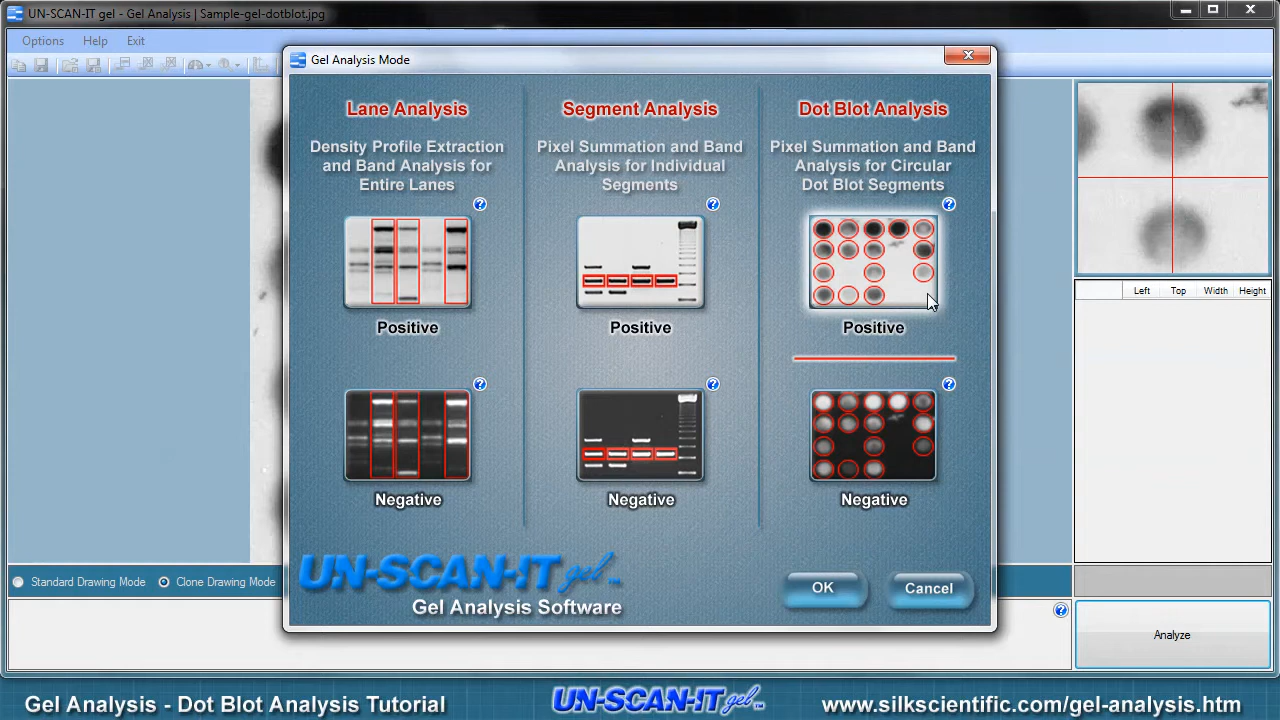 UN-SCAN-IT gel - Gel Analysis | Sample-gel-dotblot.jpg
Options Help Exit
Gel Analysis Mode
Lane Analysis
Density Profile Extraction
and Band Analysis for
Entire Lanes
Positive
Negative
Segment Analysis
Pixel Summation and Band
Analysis for Individual
Segments
Positive
Negative
Dot Blot Analysis
Pixel Summation and Band
Analysis for Circular
Dot Blot Segments
Positive
Negative
UN-SCAN-IT gel™
Gel Analysis Software
OK
Cancel
Left Top Width Height
Standard Drawing Mode
Clone Drawing Mode
Analyze
Gel Analysis - Dot Blot Analysis Tutorial
UN-SCAN-IT gel™
www.silkscientific.com/gel-analysis.htm